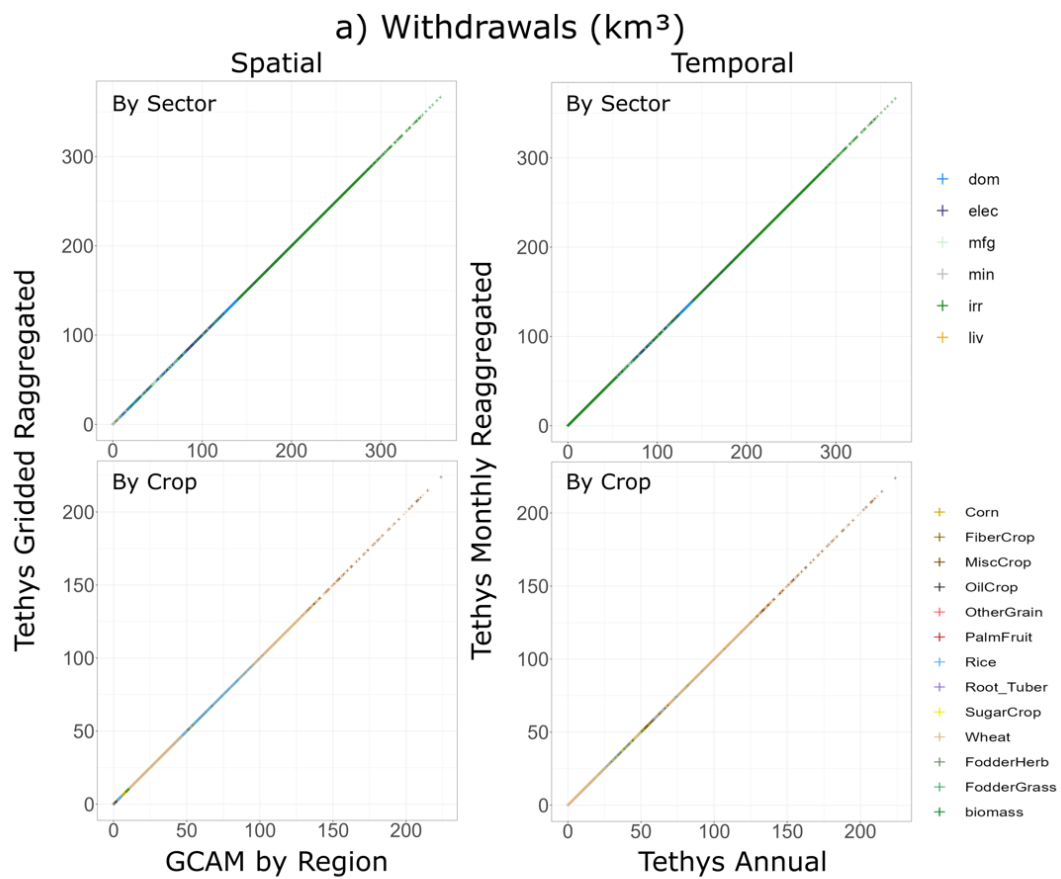 a) Withdrawals (km³)
Spatial
Temporal
Tethys Gridded Raggregated
Tethys Monthly Reaggregated
By Sector
300
200
100
0
0 100 200 300
By Sector
300
200
100
0
0 100 200 300
dom
elec
mfg
min
irr
liv
By Crop
200
150
100
50
0
0 50 100 150 200
By Crop
200
150
100
50
0
0 50 100 150 200
Corn
FiberCrop
MiscCrop
OilCrop
OtherGrain
PalmFruit
Rice
Root_Tuber
SugarCrop
Wheat
FodderHerb
FodderGrass
biomass
GCAM by Region
Tethys Annual